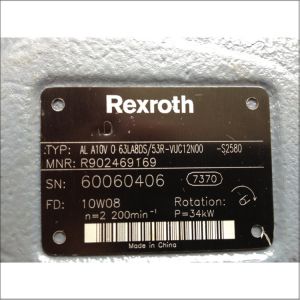 Rexroth
D
TYP: AL A10V O 63LA8DS/53R-VUC12N00 -S2580
MNR: R902469169
SN: 60060406 7370
FD: 10W08 Rotation:
n=2 200min⁻¹ P=34kW
Made in China